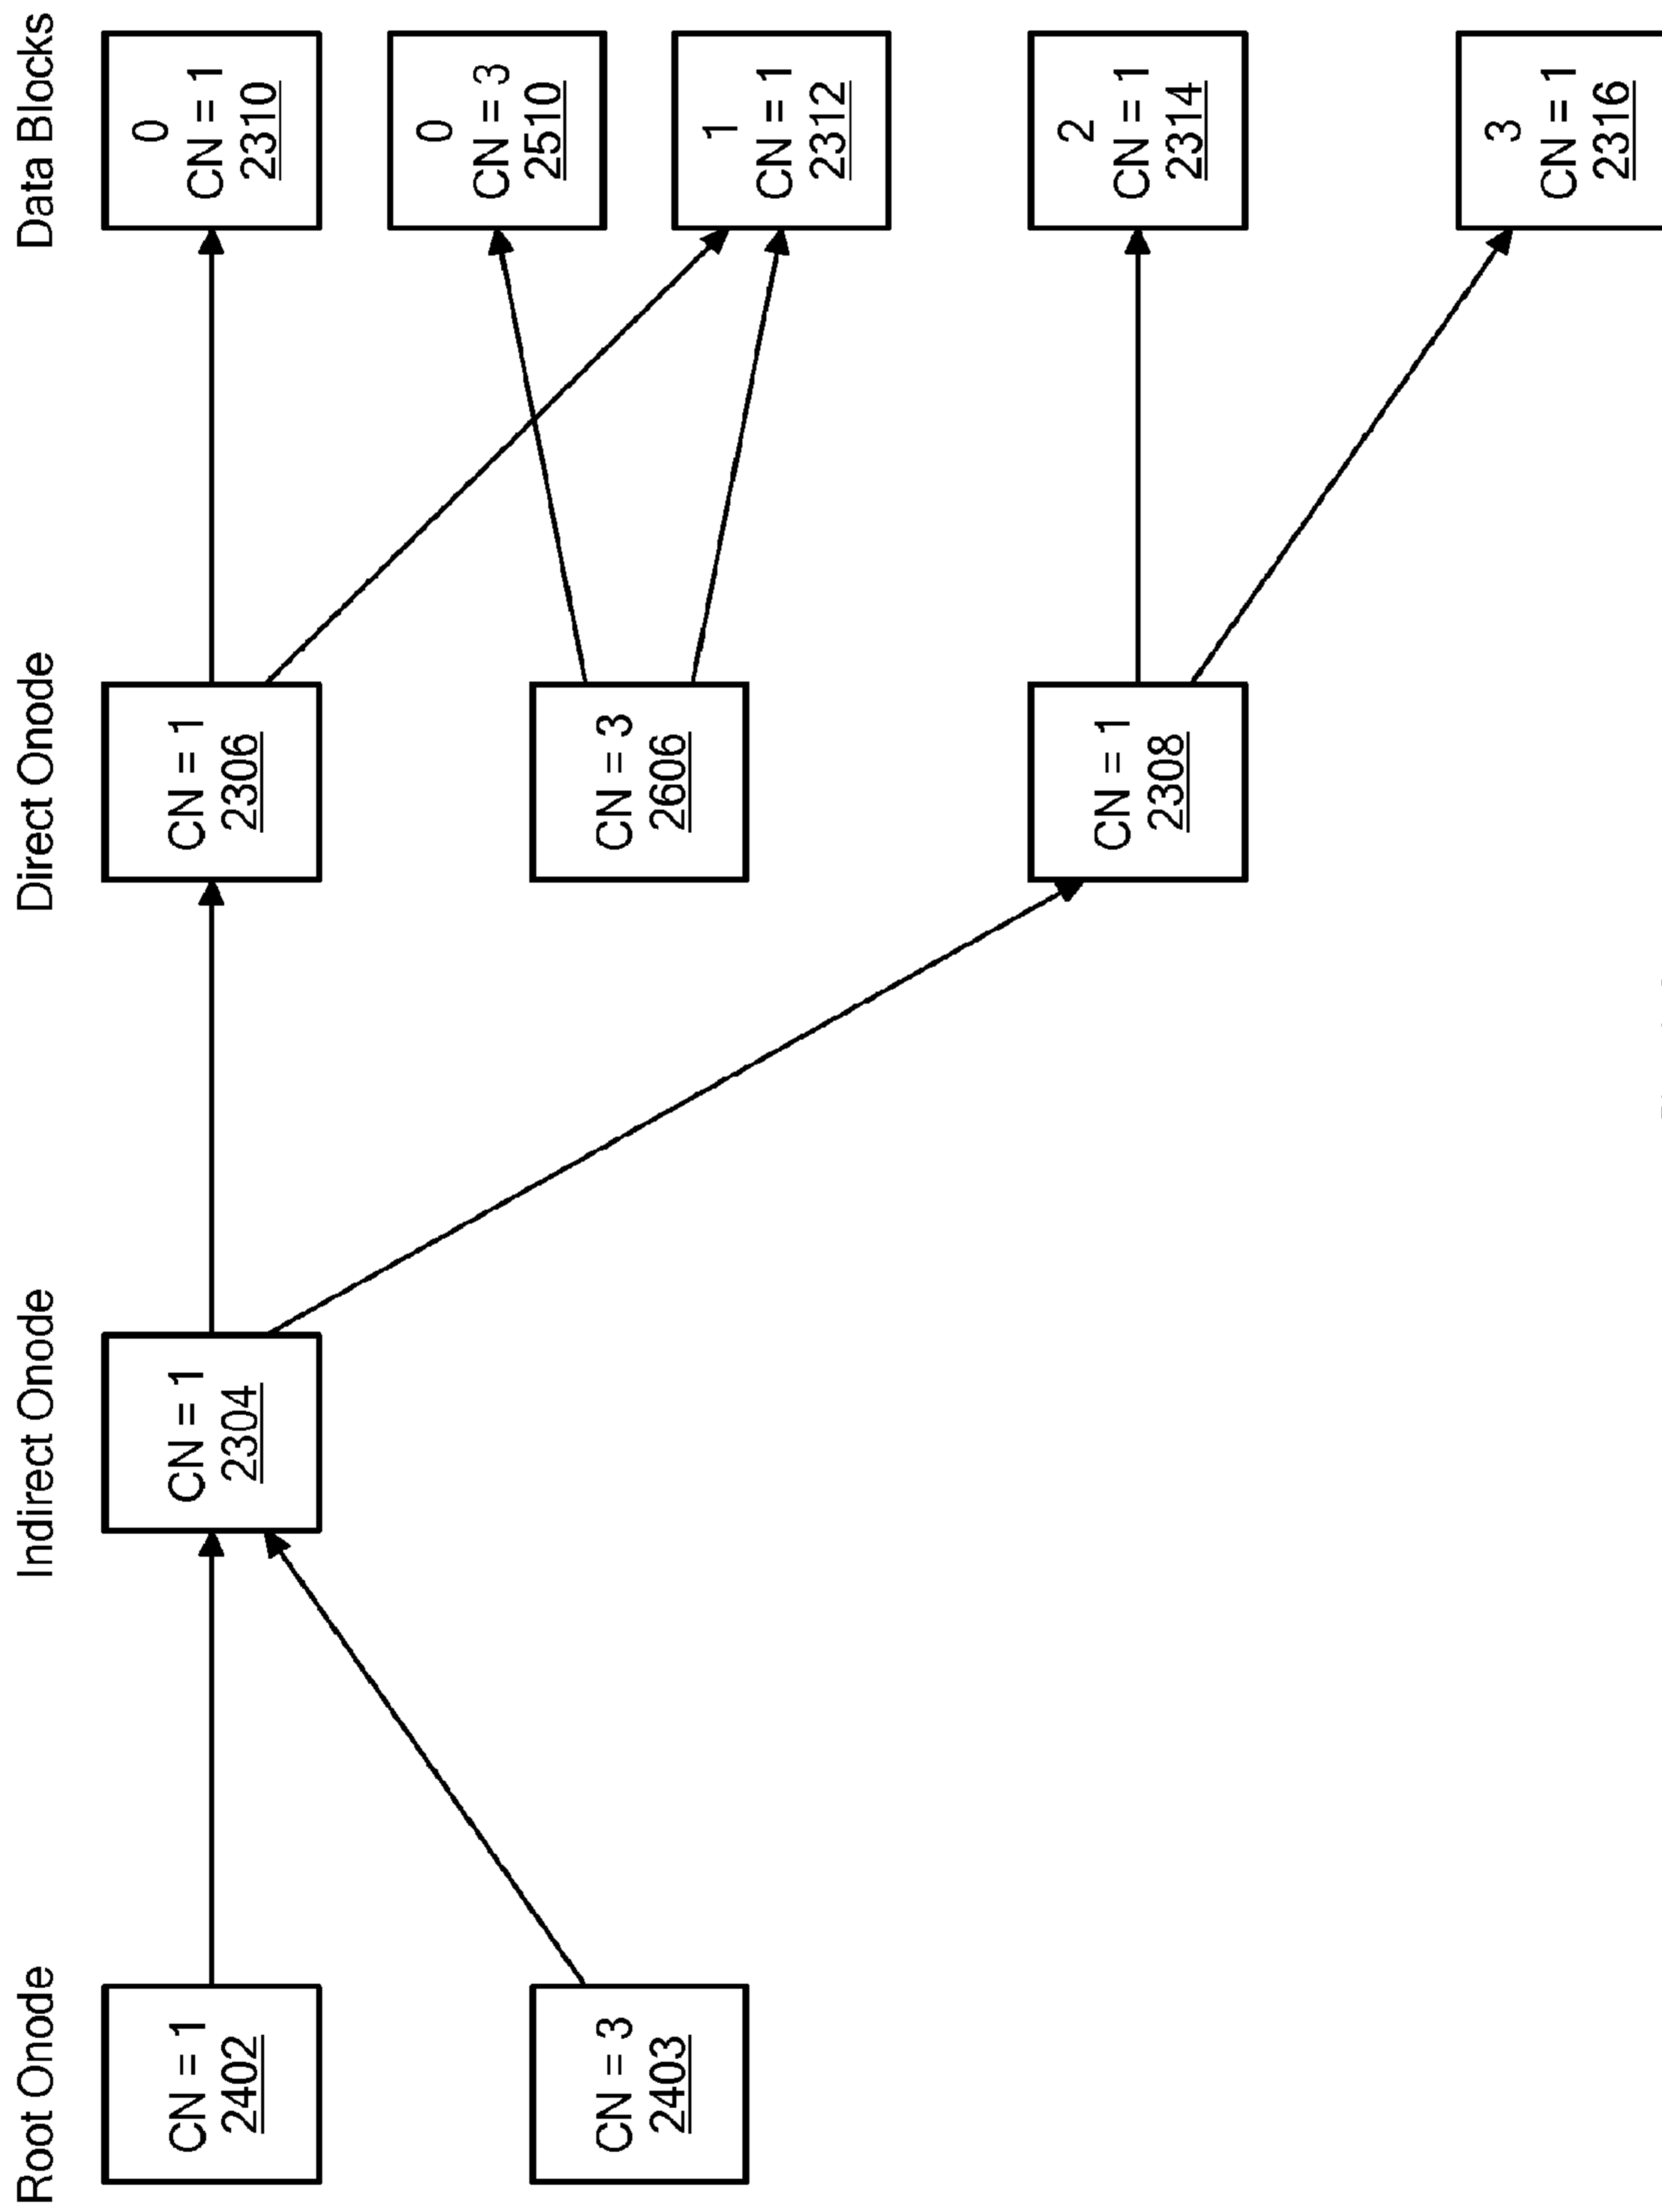 Root Onode
Indirect Onode
Direct Onode
Data Blocks
CN = 1
2402
CN = 1
2304
CN = 1
2306
0
CN = 1
2310
0
CN = 3
2510
CN = 3
2403
CN = 3
2606
1
CN = 1
2312
CN = 1
2308
2
CN = 1
2314
3
CN = 1
2316